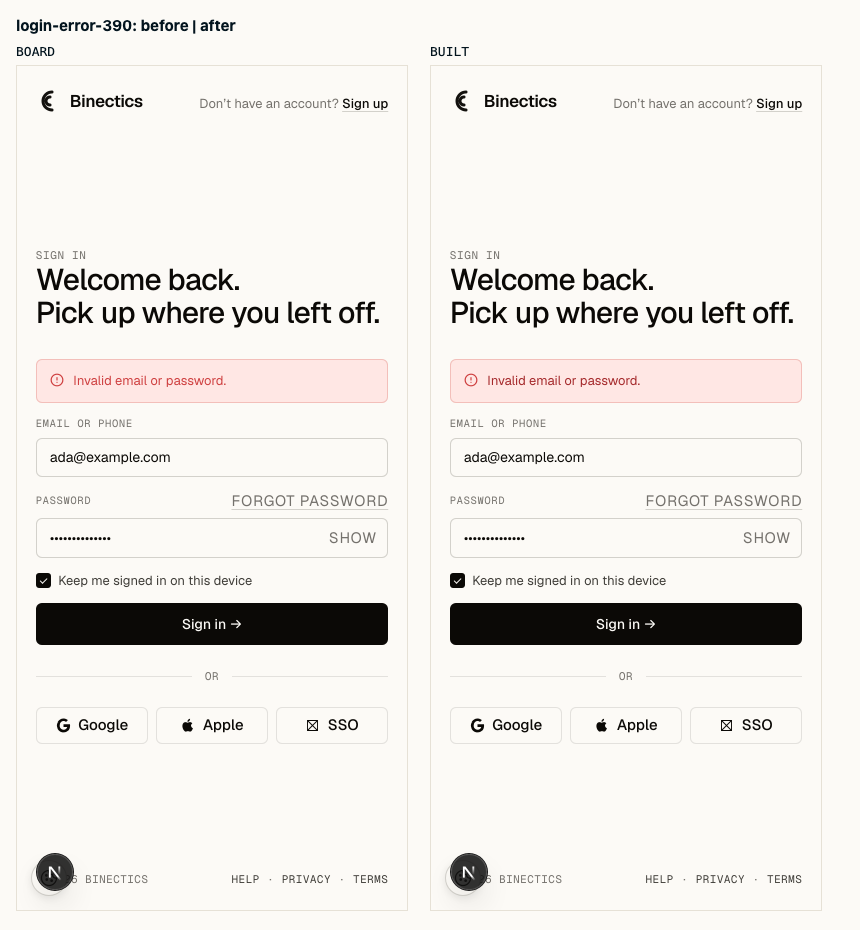 login-error-390: before | after
BOARD
Binectics
Don't have an account? Sign up
SIGN IN
Welcome back.
Pick up where you left off.
Invalid email or password.
EMAIL OR PHONE
ada@example.com
PASSWORD
FORGOT PASSWORD
••••••••••••••
SHOW
Keep me signed in on this device
Sign in →
OR
Google
Apple
SSO
N
6 BINECTICS
HELP · PRIVACY · TERMS
BUILT
Binectics
Don't have an account? Sign up
SIGN IN
Welcome back.
Pick up where you left off.
Invalid email or password.
EMAIL OR PHONE
ada@example.com
PASSWORD
FORGOT PASSWORD
••••••••••••••
SHOW
Keep me signed in on this device
Sign in →
OR
Google
Apple
SSO
N
6 BINECTICS
HELP · PRIVACY · TERMS